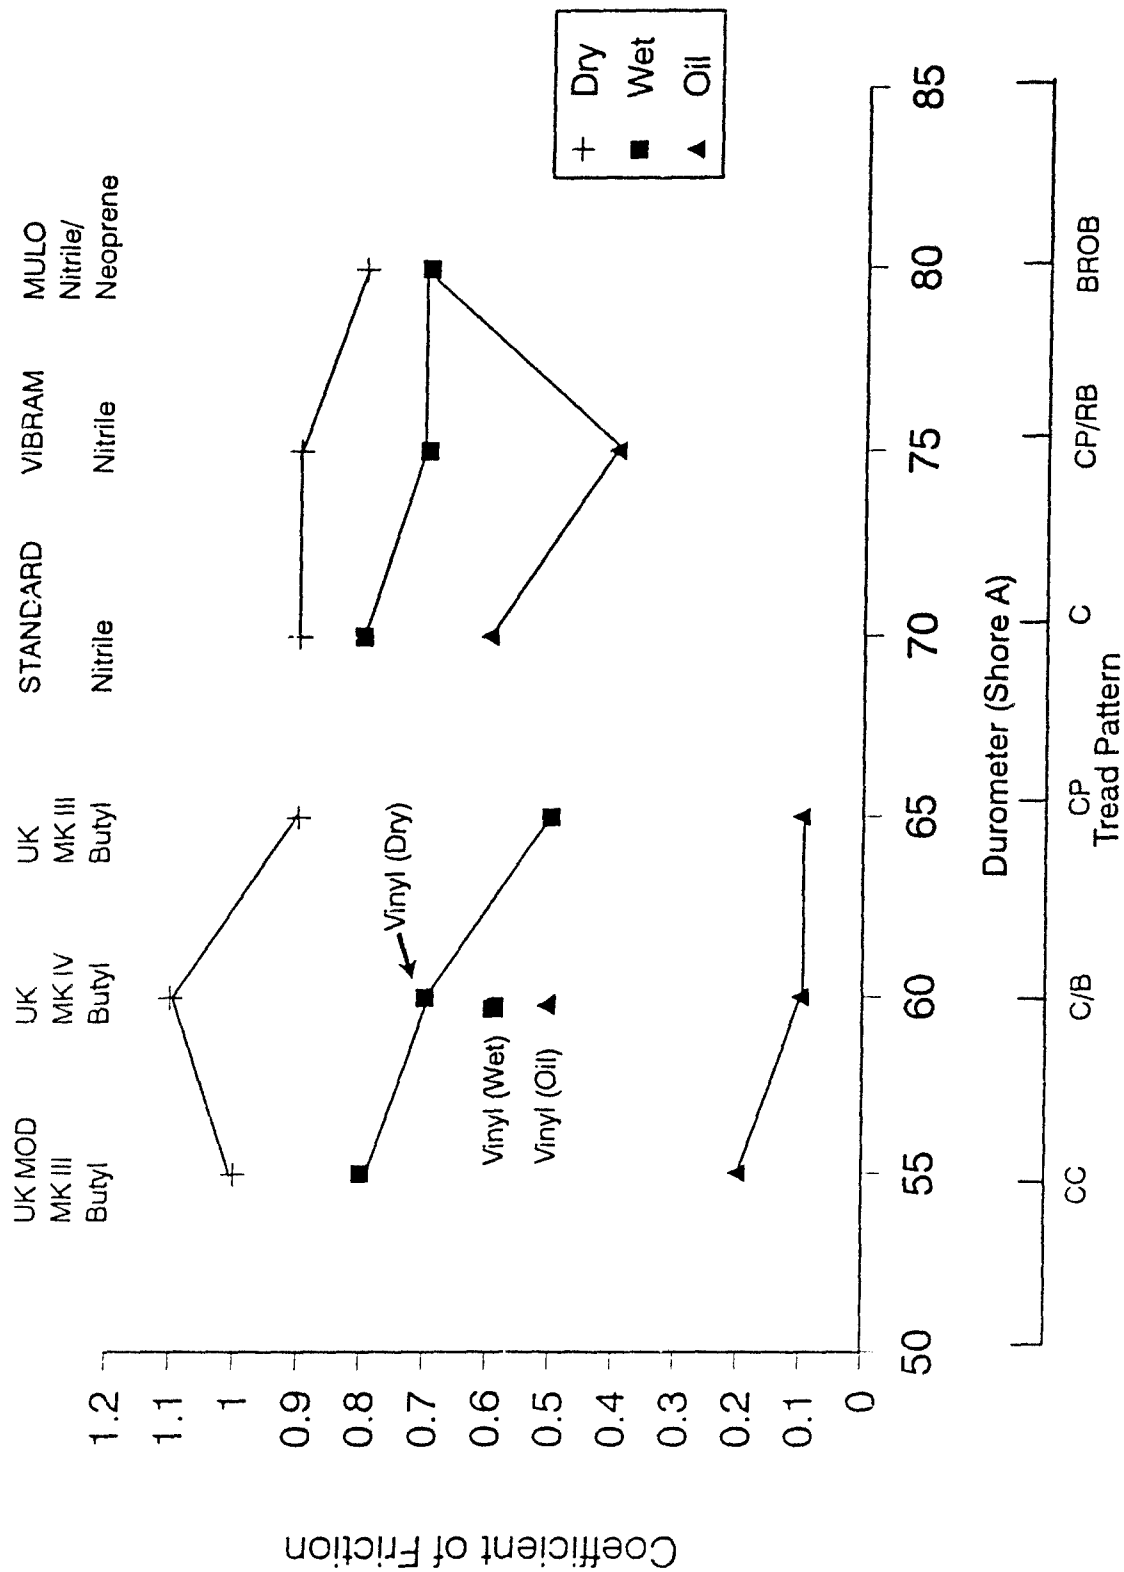 UK MOD
MK III
Butyl
UK
MK IV
Butyl
UK
MK III
Butyl
STANDARD
Nitrile
VIBRAM
Nitrile
MULO
Nitrile/
Neoprene
Coefficient of Friction
1.2
1.1
1
0.9
0.8
0.7
0.6
0.5
0.4
0.3
0.2
0.1
0
Vinyl (Dry)
Vinyl (Wet)
Vinyl (Oil)
Dry
Wet
Oil
50
55
60
65
70
75
80
85
Durometer (Shore A)
CC
C/B
CP
C
CP/RB
BROB
Tread Pattern